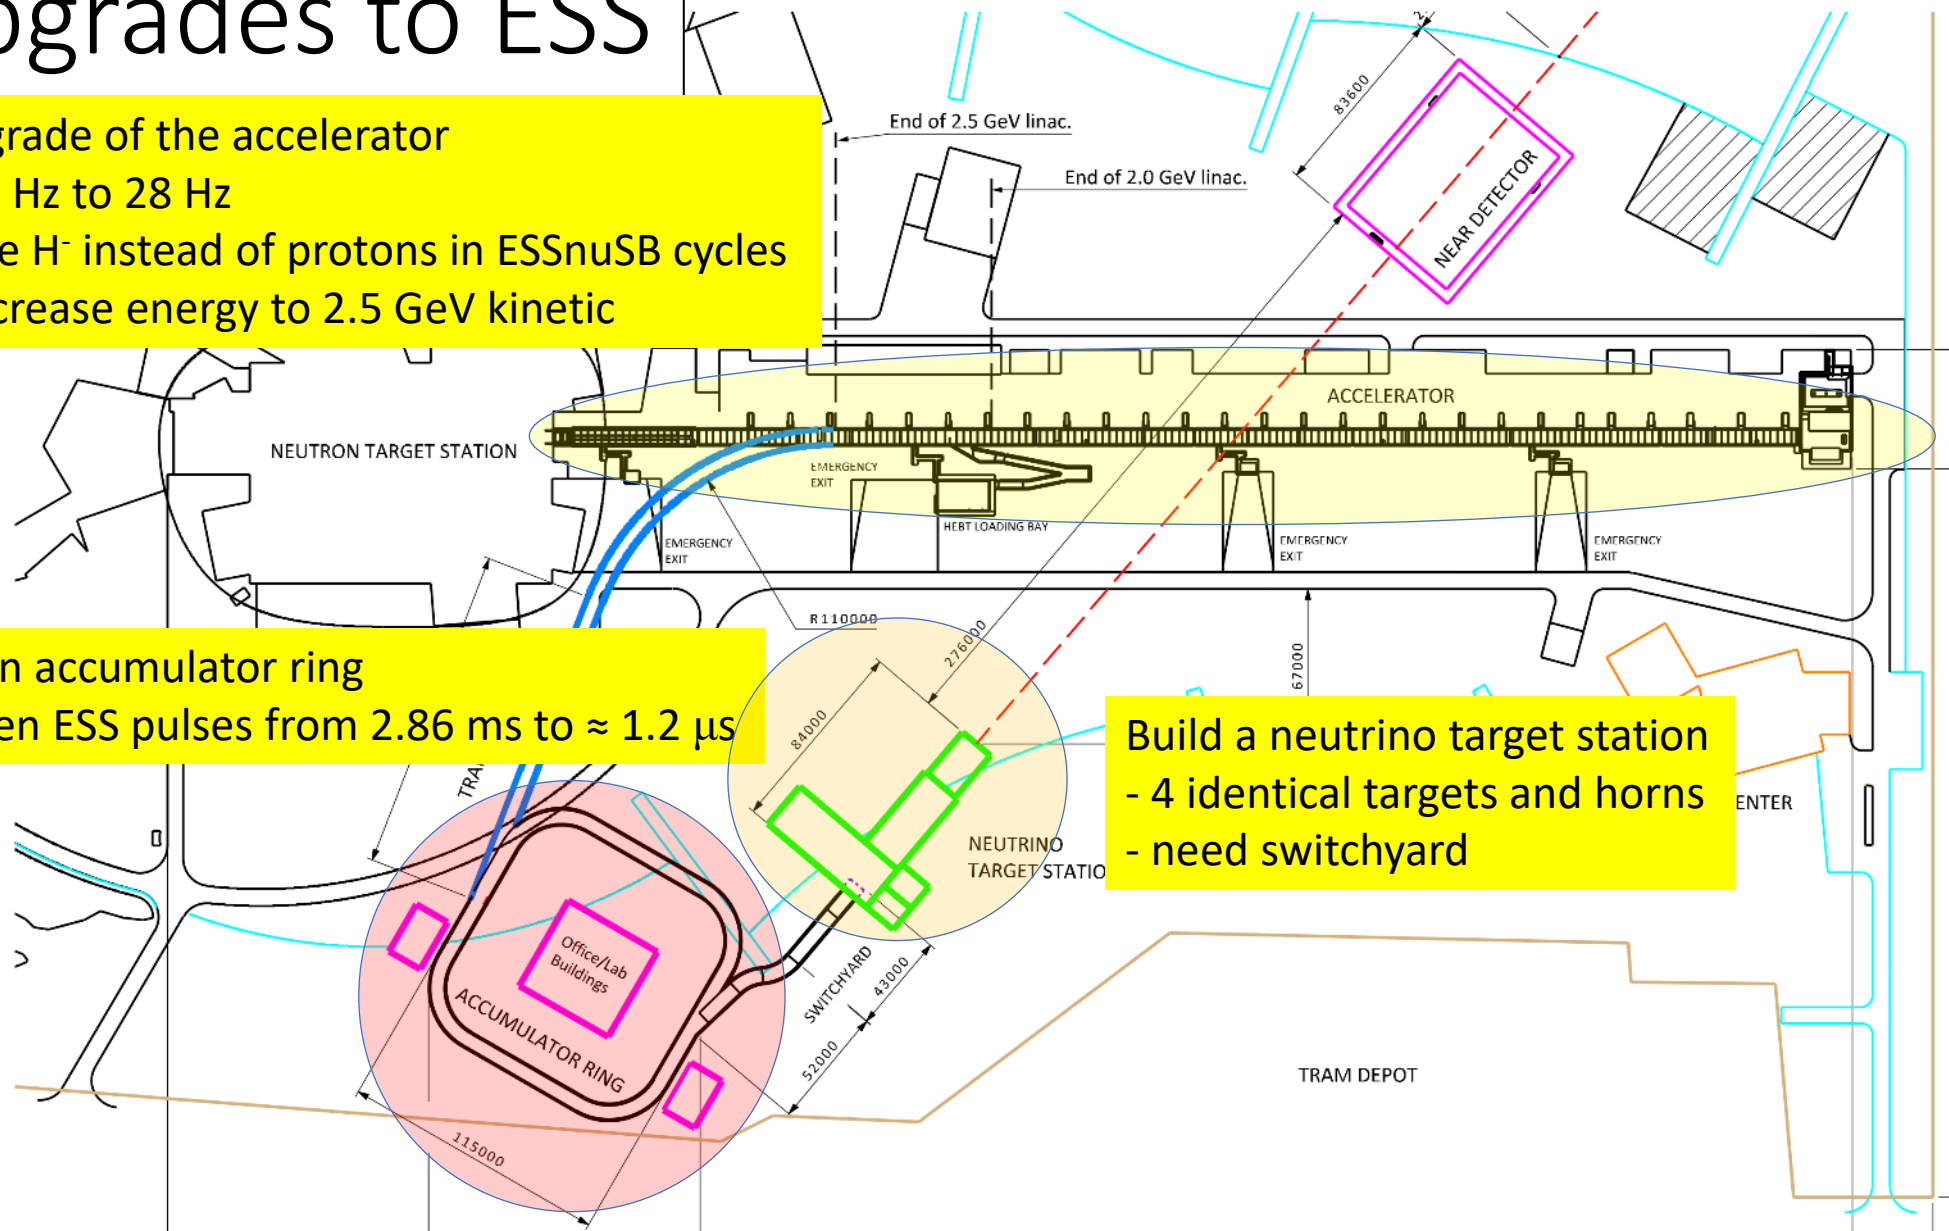 pgrades to ESS
grade of the accelerator
Hz to 28 Hz
e H- instead of protons in ESSnuSB cycles
crease energy to 2.5 GeV kinetic
End of 2.5 GeV linac.
End of 2.0 GeV linac.
83600
NEAR DETECTOR
ACCELERATOR
NEUTRON TARGET STATION
EMERGENCY
EXIT
HEBT LOADING BAY
EMERGENCY
EXIT
EMERGENCY
EXIT
EMERGENCY
EXIT
R110000
276000
67000
n accumulator ring
en ESS pulses from 2.86 ms to ≈ 1.2 μs
84000
Build a neutrino target station
- 4 identical targets and horns
- need switchyard
ENTER
TRA
NEUTRINO
TARGET STATIO
Office/Lab
Buildings
ACCUMULATOR RING
SWITCHYARD
43000
52000
115000
TRAM DEPOT